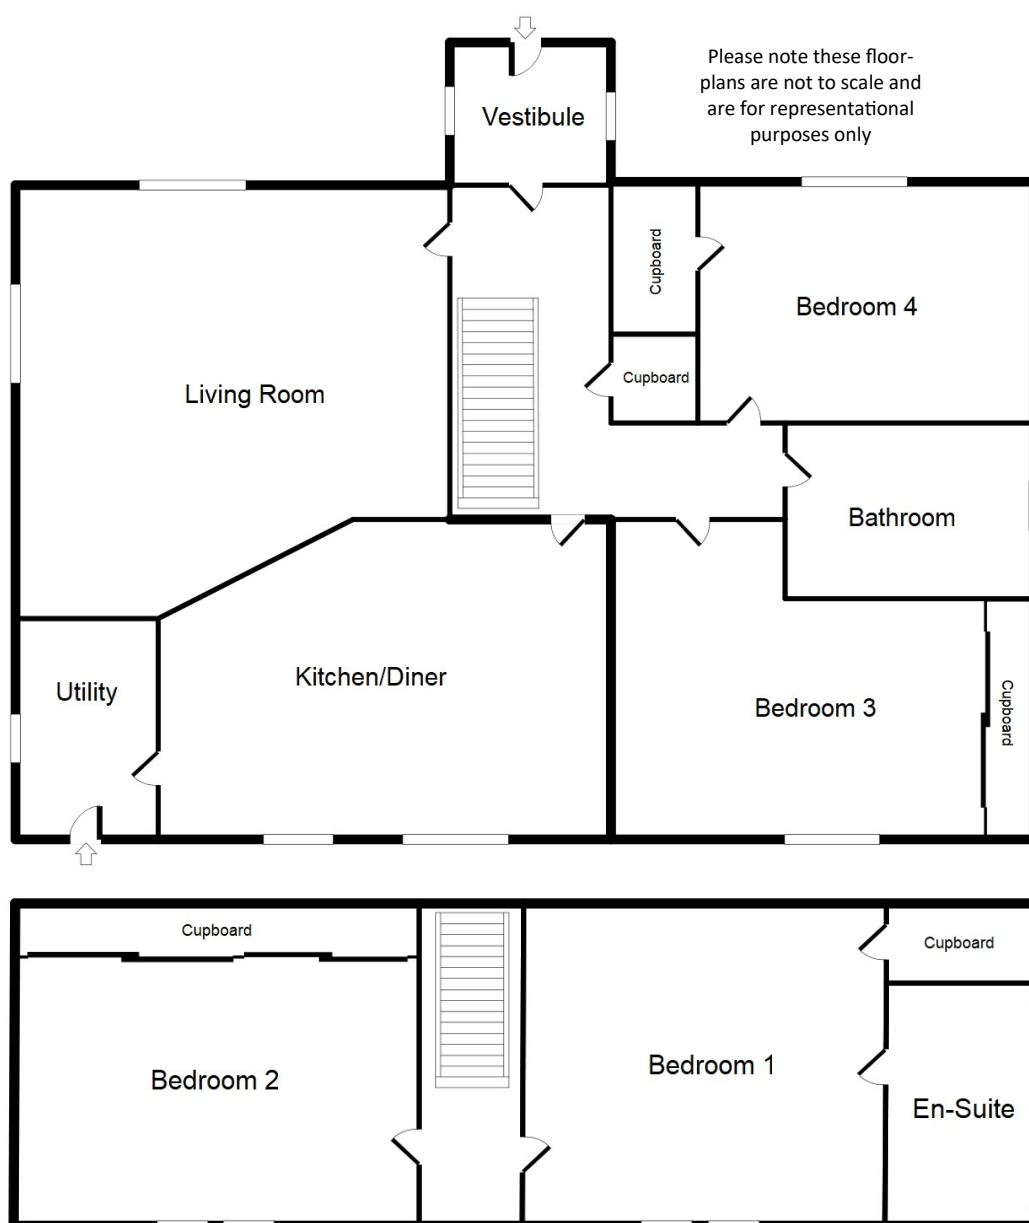 Please note these floor-
plans are not to scale and
are for representational
purposes only
Vestibule
Cupboard
Bedroom 4
Living Room
Cupboard
Bathroom
Kitchen/Diner
Utility
Bedroom 3
Cupboard
Cupboard
Cupboard
Bedroom 2
Bedroom 1
En-Suite